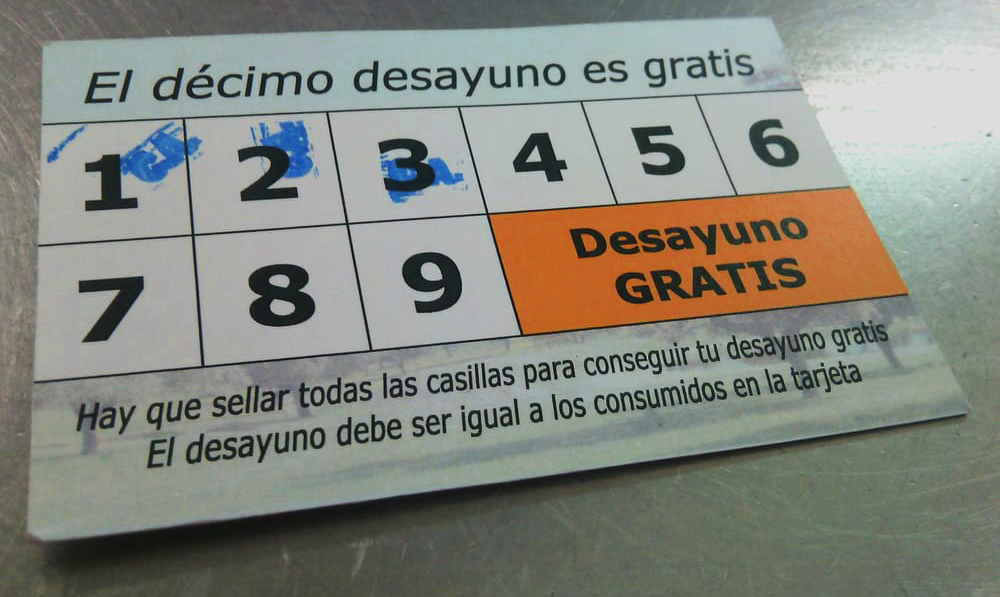 El décimo desayuno es gratis
1 2 3 4 5 6
7 8 9 Desayuno
GRATIS
Hay que sellar todas las casillas para conseguir tu desayuno gratis
El desayuno debe ser igual a los consumidos en la tarjeta